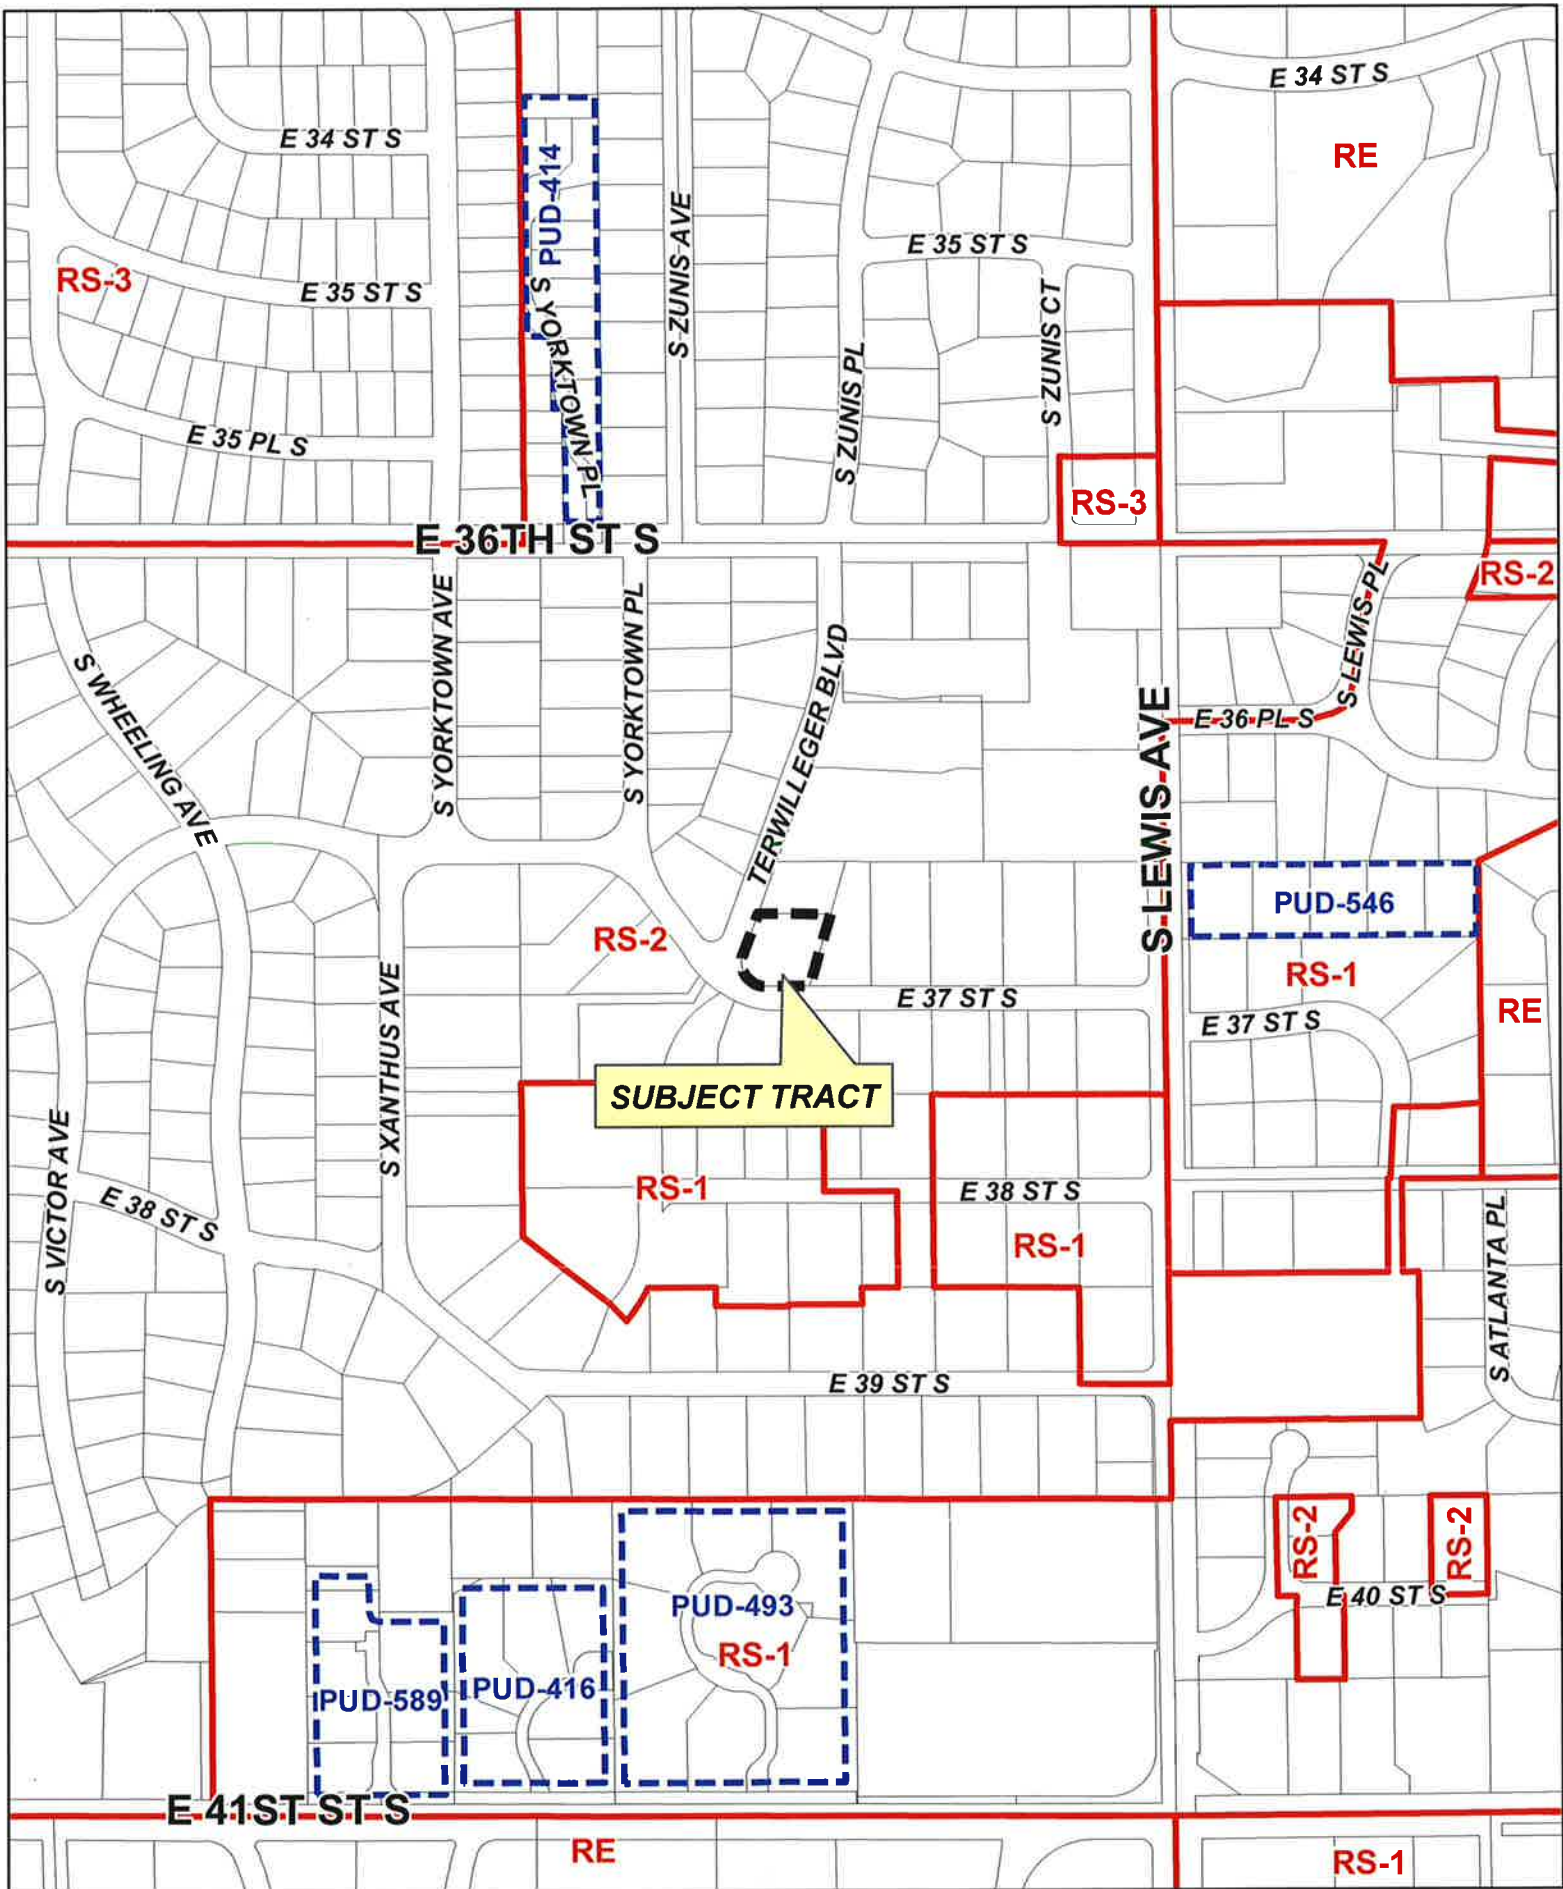 E 34 ST S
E 34 ST S
RE
PUD-414
S ZUNIS AVE
E 35 ST S
RS-3
E 35 ST S
S YORKTOWN PL
S ZUNIS CT
S ZUNIS PL
E 35 PL S
RS-3
E 36TH ST S
RS-2
S WHEELING AVE
S YORKTOWN AVE
S YORKTOWN PL
TERWILLEGER BLVD
S LEWIS PL
E 36 PL S
S LEWIS AVE
PUD-546
RS-2
RS-1
E 37 ST S
RE
E 37 ST S
S XANTHUS AVE
SUBJECT TRACT
S VICTOR AVE
E 38 ST S
RS-1
E 38 ST S
RS-1
S ATLANTA PL
E 39 ST S
RS-2
RS-2
E 40 ST S
PUD-493
RS-1
PUD-589
PUD-416
E 41ST ST S
RE
RS-1